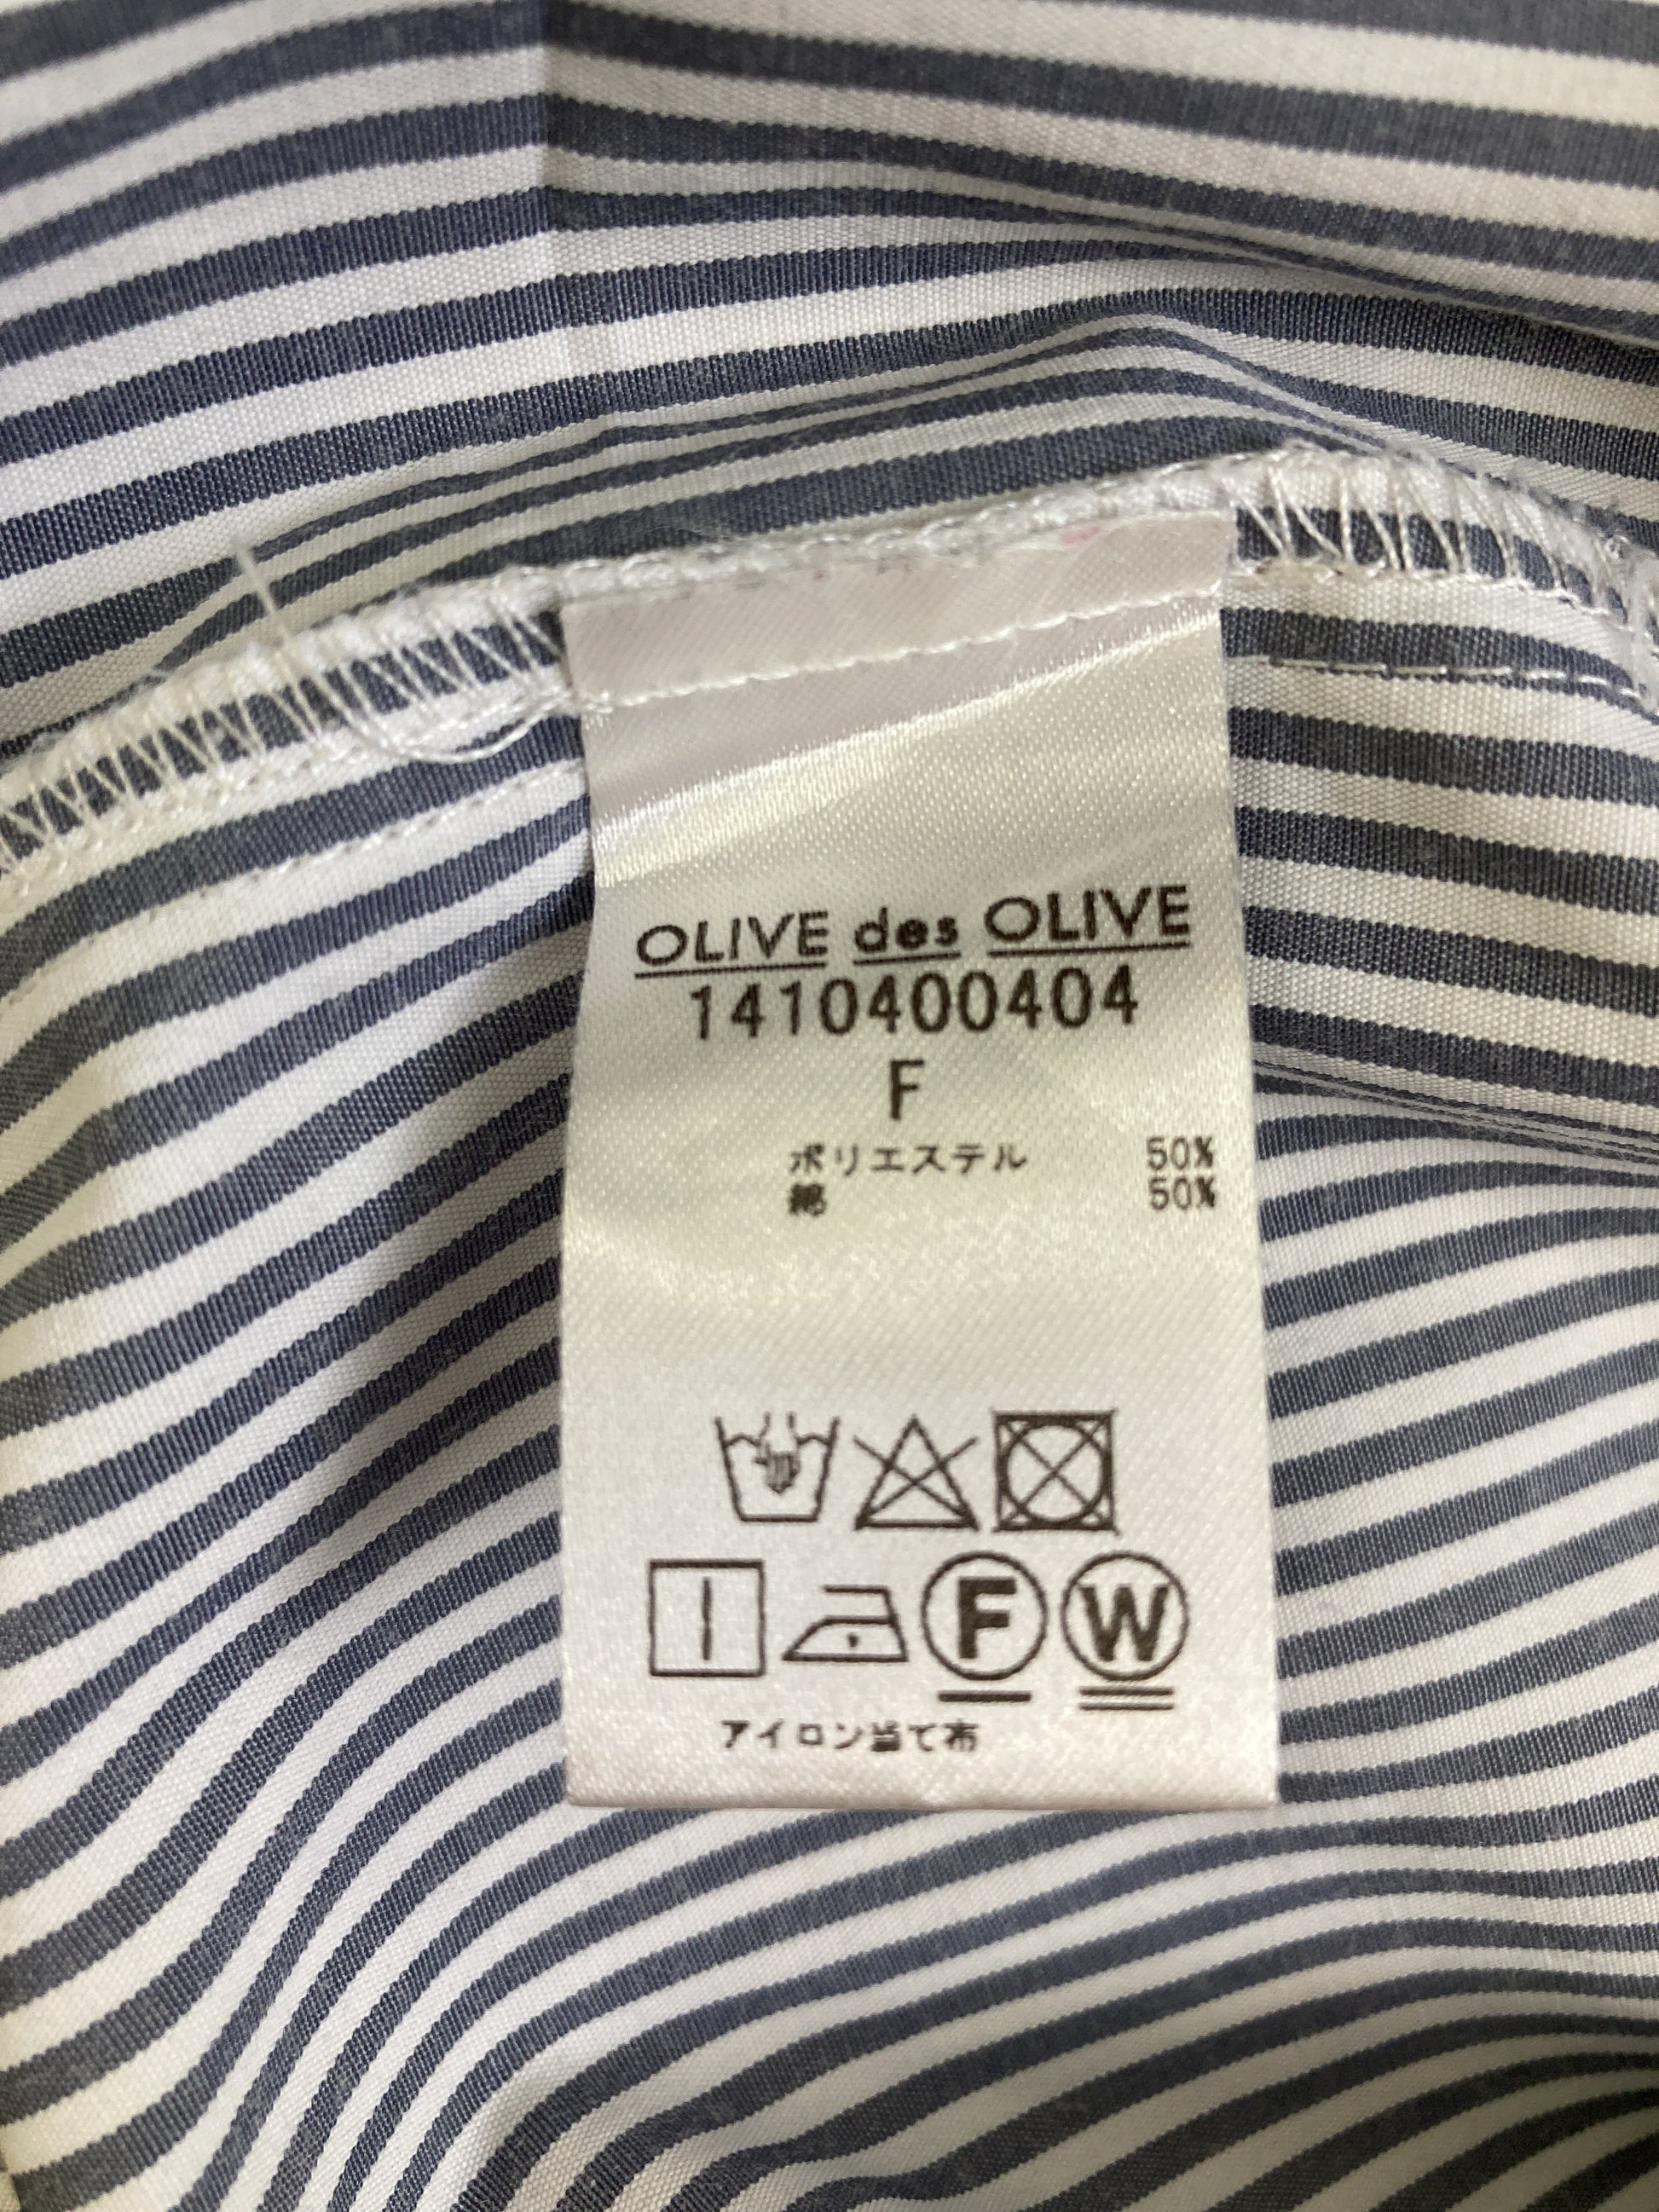 OLIVE des OLIVE
1410400404
F
ポリエステル 50%
綿 50%
F W
アイロン当て布